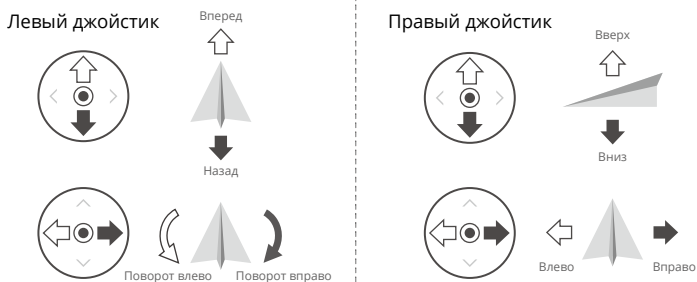 Левый джойстик
Вперед
Назад
Поворот влево
Поворот вправо
Правый джойстик
Вверх
Вниз
Влево
Вправо